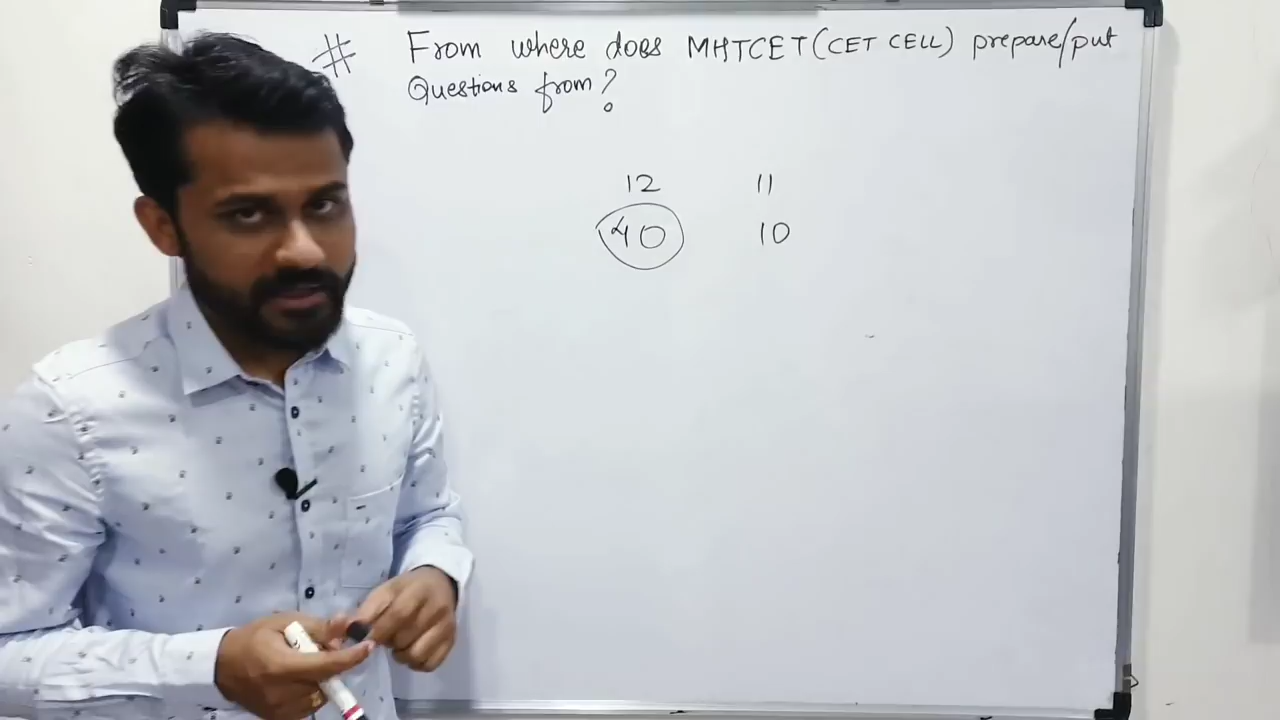 # From where does MHTCET (CET CELL) prepare/put
Questions from?
12 11
40 10